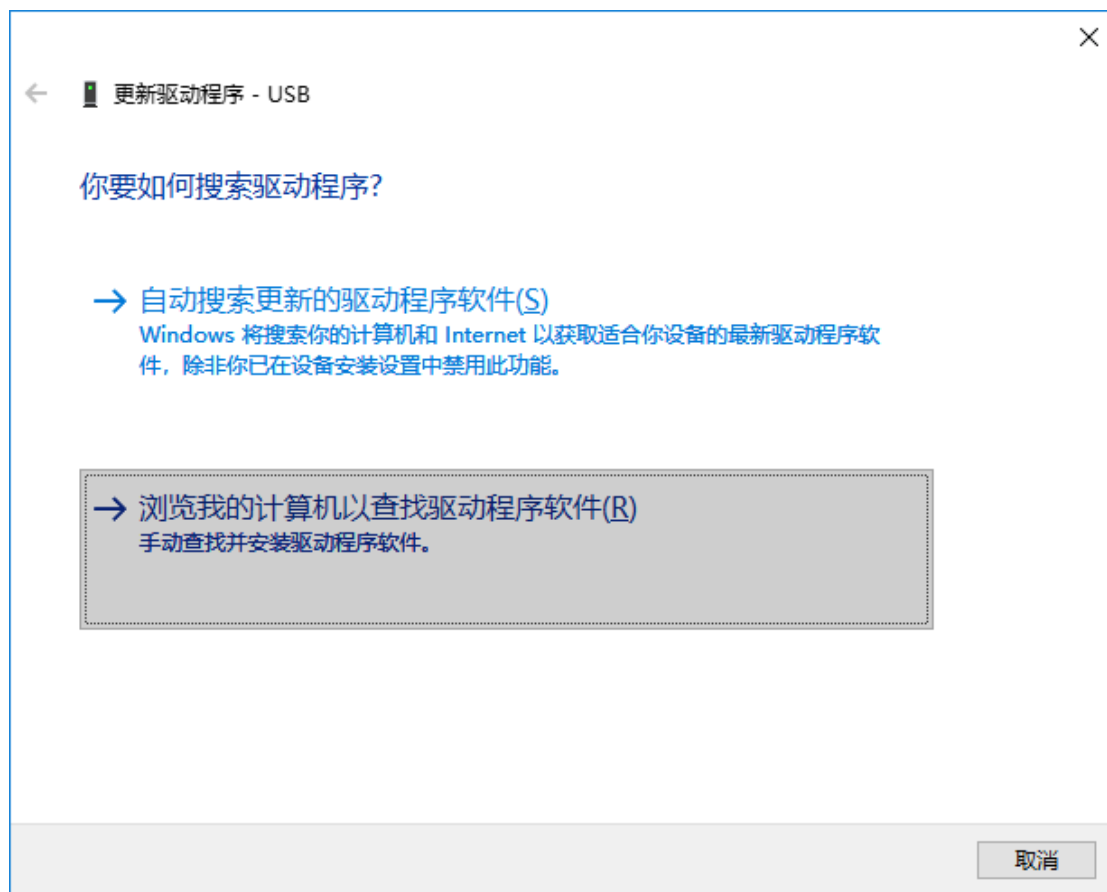 更新驱动程序 - USB
你要如何搜索驱动程序?
自动搜索更新的驱动程序软件(S)
Windows 将搜索你的计算机和 Internet 以获取适合你设备的最新驱动程序软
件，除非你已在设备安装设置中禁用此功能。
浏览我的计算机以查找驱动程序软件(R)
手动查找并安装驱动程序软件。
取消